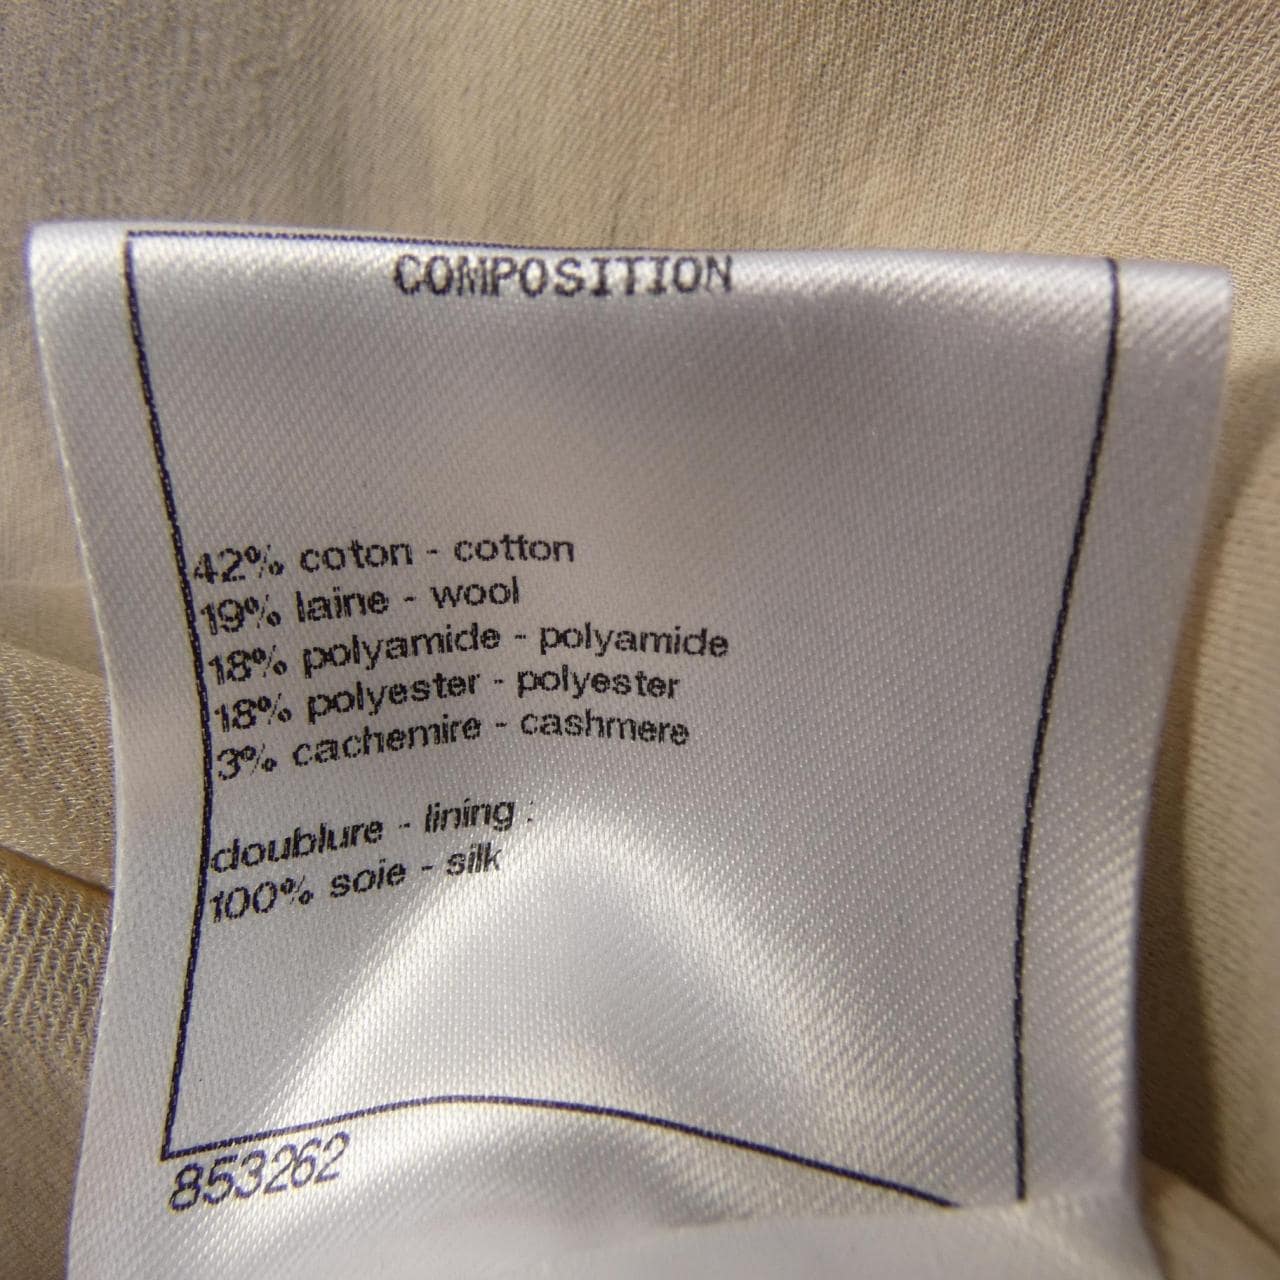 COMPOSITION
42% coton - cotton
19% laine - wool
18% polyamide - polyamide
18% polyester - polyester
3% cachemire - cashmere
doublure - lining :
100% soie - silk
853262